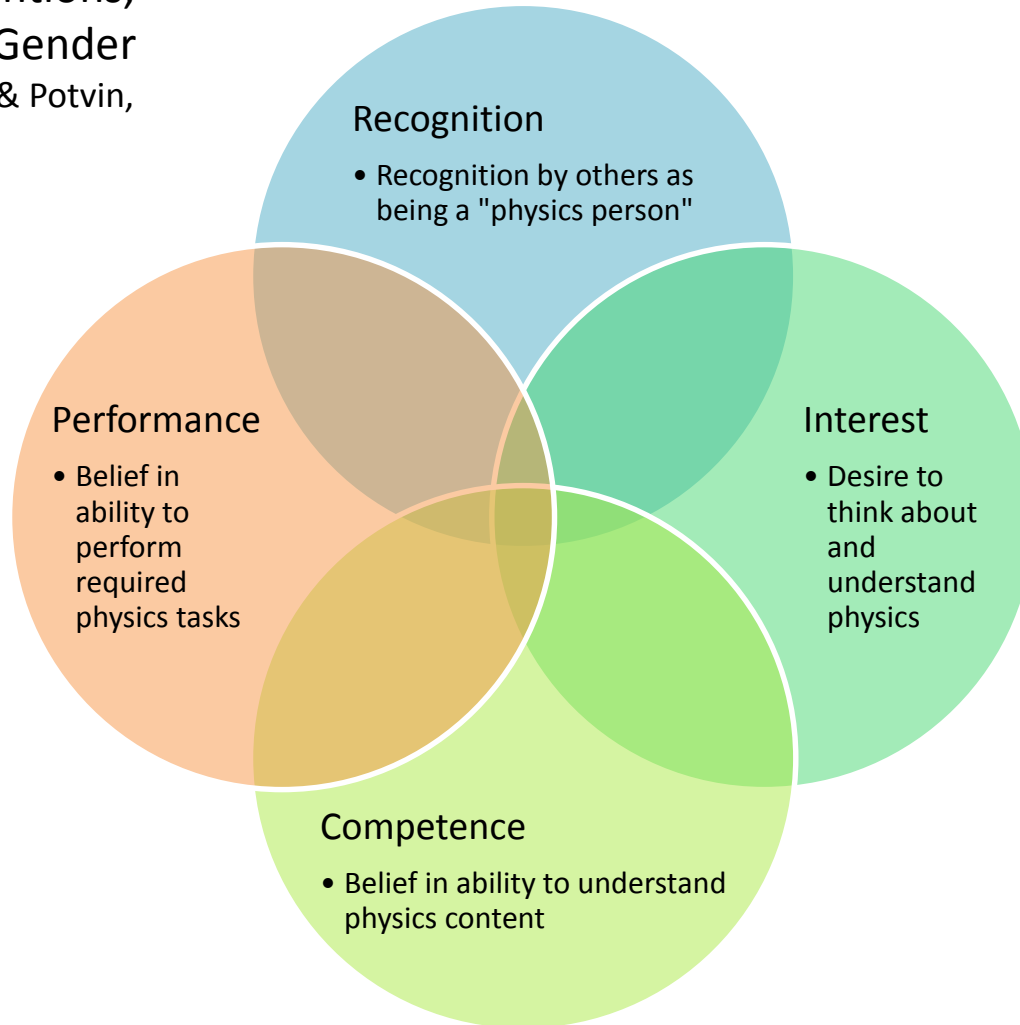 Gender
& Potvin,
Recognition
• Recognition by others as
being a "physics person"
Performance
• Belief in
ability to
perform
required
physics tasks
Interest
• Desire to
think about
and
understand
physics
Competence
• Belief in ability to understand
physics content